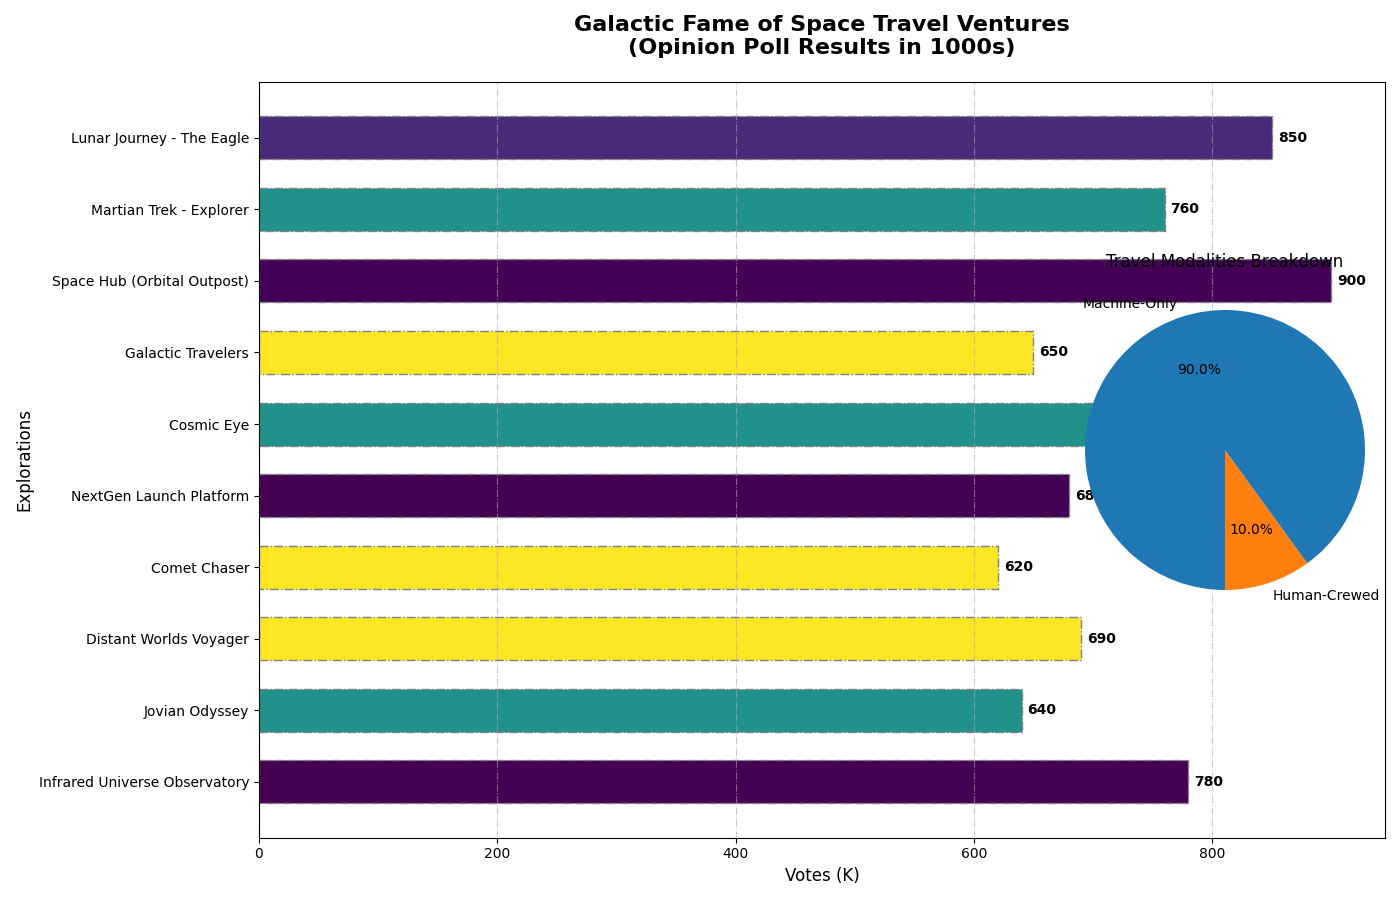 Galactic Fame of Space Travel Ventures
(Opinion Poll Results in 1000s)
Explorations
Lunar Journey - The Eagle
850
Martian Trek - Explorer
760
Space Hub (Orbital Outpost)
900
Galactic Travelers
650
Cosmic Eye
NextGen Launch Platform
Comet Chaser
620
Distant Worlds Voyager
690
Jovian Odyssey
640
Infrared Universe Observatory
780
0
200
400
600
800
Votes (K)
Travel Modalities Breakdown
Machine-Only
90.0%
10.0%
Human-Crewed